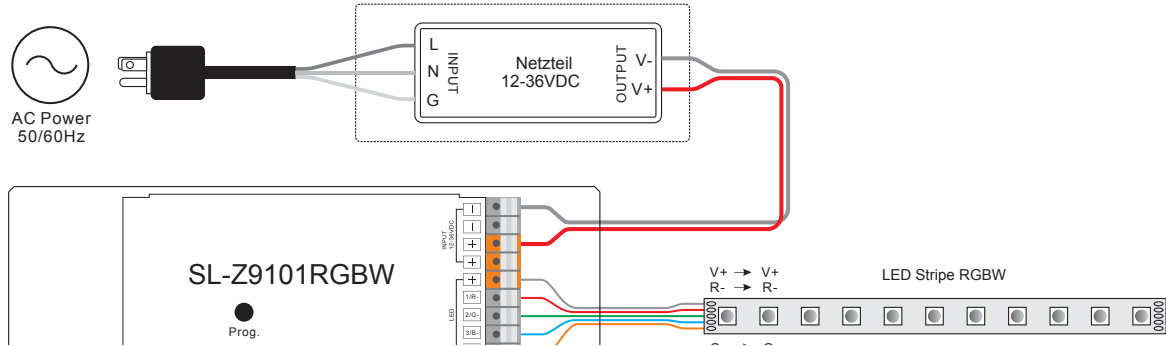 AC Power
50/60Hz
L
N
G
INPUT
Netzteil
12-36VDC
OUTPUT
V-
V+
SL-Z9101RGBW
Prog.
INPUT
12-36VDC
LED
1/R-
2/G-
3/B-
V+ → V+
R- → R-
LED Stripe RGBW